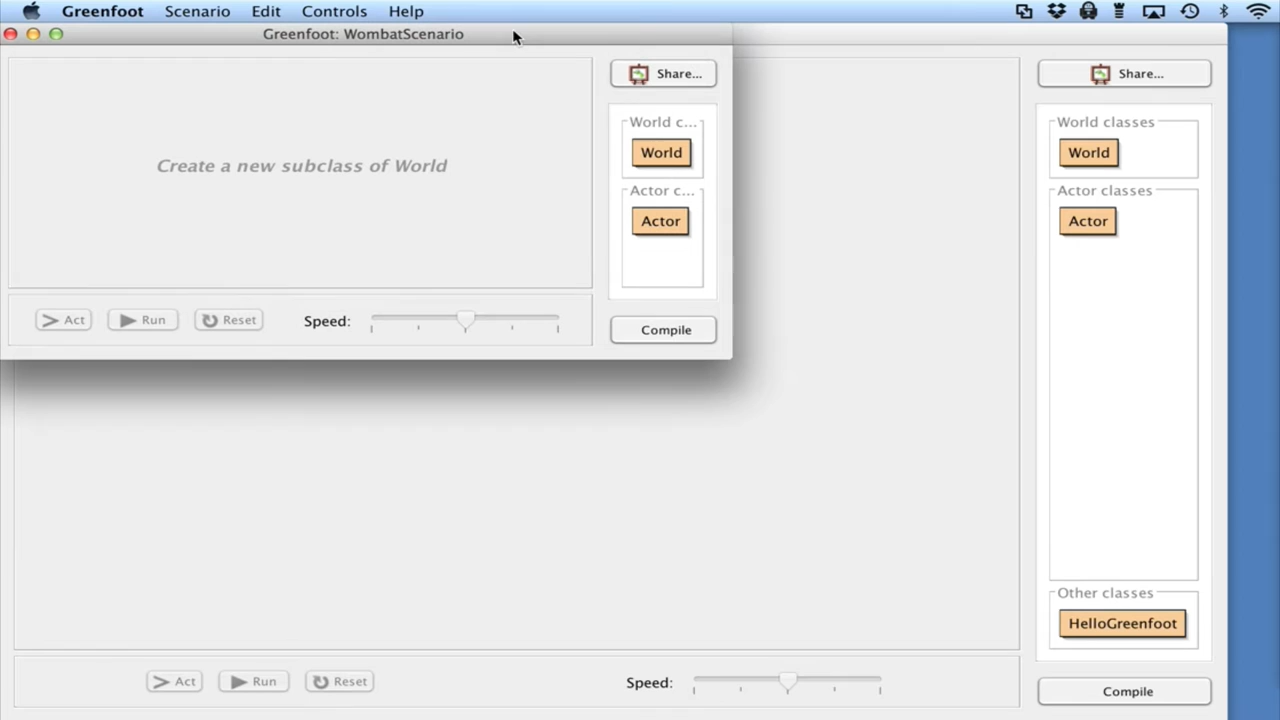 Greenfoot Scenario Edit Controls Help
Greenfoot: WombatScenario
Share...
World c...
World
Actor c...
Actor
Create a new subclass of World
Act Run Reset Speed:
Compile
Share...
World classes
World
Actor classes
Actor
Other classes
HelloGreenfoot
Act Run Reset Speed:
Compile